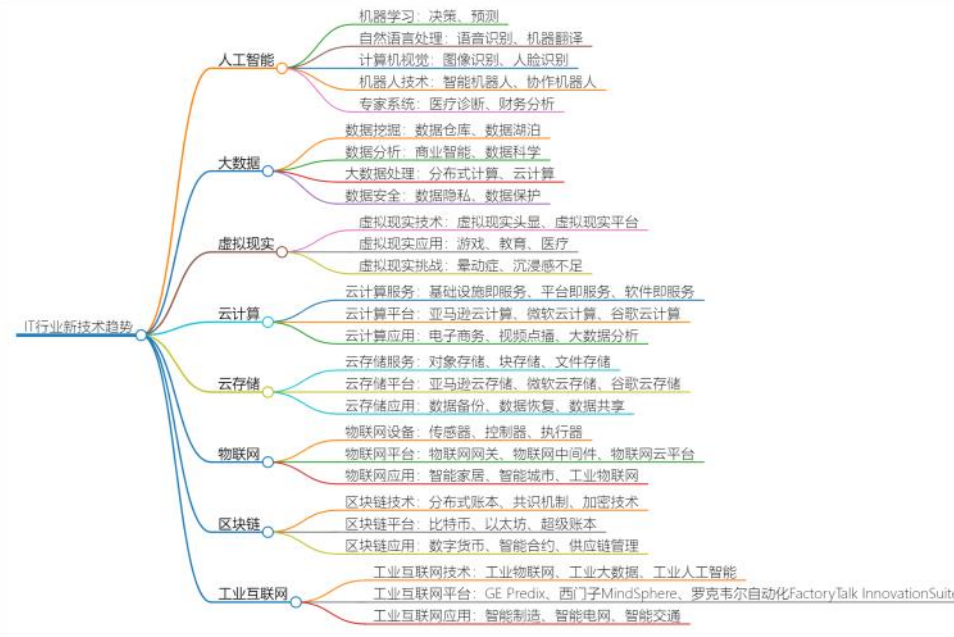 IT行业新技术趋势
人工智能
机器学习：决策、预测
自然语言处理：语音识别、机器翻译
计算机视觉：图像识别、人脸识别
机器人技术：智能机器人、协作机器人
专家系统：医疗诊断、财务分析
大数据
数据挖掘：数据仓库、数据湖泊
数据分析：商业智能、数据科学
大数据处理：分布式计算、云计算
数据安全：数据隐私、数据保护
虚拟现实
虚拟现实技术：虚拟现实头显、虚拟现实平台
虚拟现实应用：游戏、教育、医疗
虚拟现实挑战：晕动症、沉浸感不足
云计算
云计算服务：基础设施即服务、平台即服务、软件即服务
云计算平台：亚马逊云计算、微软云计算、谷歌云计算
云计算应用：电子商务、视频点播、大数据分析
云存储
云存储服务：对象存储、块存储、文件存储
云存储平台：亚马逊云存储、微软云存储、谷歌云存储
云存储应用：数据备份、数据恢复、数据共享
物联网
物联网设备：传感器、控制器、执行器
物联网平台：物联网网关、物联网中间件、物联网云平台
物联网应用：智能家居、智能城市、工业物联网
区块链
区块链技术：分布式账本、共识机制、加密技术
区块链平台：比特币、以太坊、超级账本
区块链应用：数字货币、智能合约、供应链管理
工业互联网
工业互联网技术：工业物联网、工业大数据、工业人工智能
工业互联网平台：GE Predix、西门子MindSphere、罗克韦尔自动化FactoryTalk InnovationSuite
工业互联网应用：智能制造、智能电网、智能交通